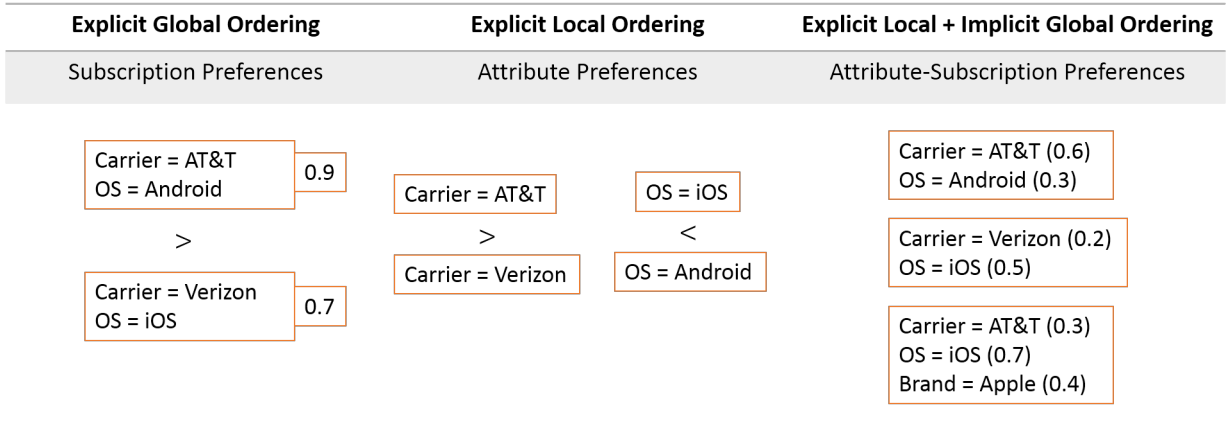 Explicit Global Ordering
Explicit Local Ordering
Explicit Local + Implicit Global Ordering
Subscription Preferences
Attribute Preferences
Attribute-Subscription Preferences
Carrier = AT&T
OS = Android
0.9
>
Carrier = Verizon
OS = iOS
0.7
Carrier = AT&T
>
Carrier = Verizon
OS = iOS
<
OS = Android
Carrier = AT&T (0.6)
OS = Android (0.3)
Carrier = Verizon (0.2)
OS = iOS (0.5)
Carrier = AT&T (0.3)
OS = iOS (0.7)
Brand = Apple (0.4)